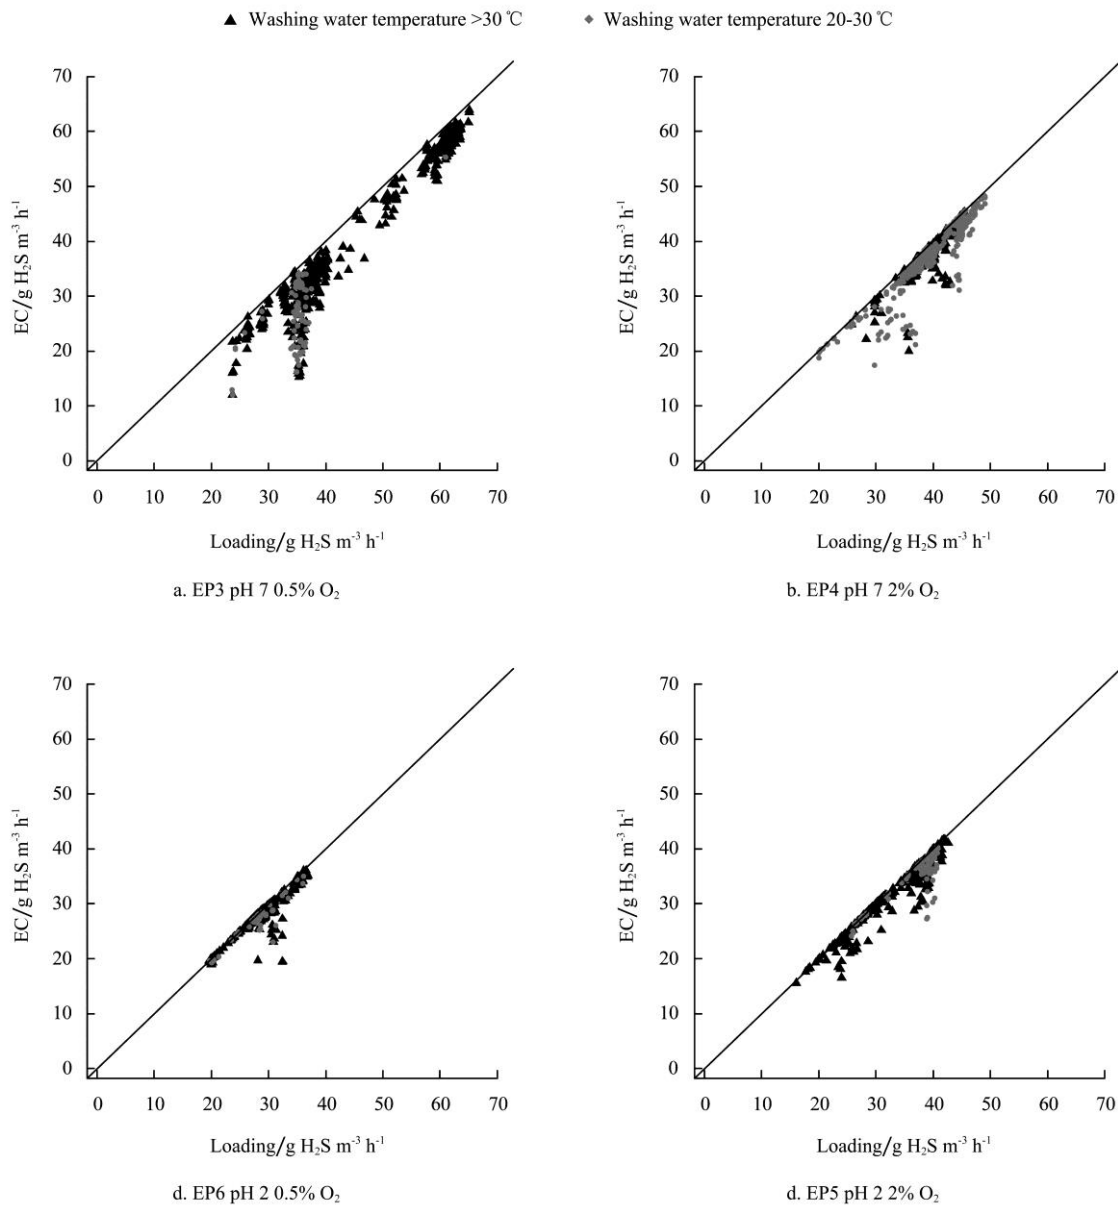 ▲ Washing water temperature >30 ℃ ◆ Washing water temperature 20-30 ℃
70
60
50
40
30
20
10
0
EC/g H₂S m⁻³ h⁻¹
0 10 20 30 40 50 60 70
Loading/g H₂S m⁻³ h⁻¹
a. EP3 pH 7 0.5% O₂
70
60
50
40
30
20
10
0
EC/g H₂S m⁻³ h⁻¹
0 10 20 30 40 50 60 70
Loading/g H₂S m⁻³ h⁻¹
b. EP4 pH 7 2% O₂
70
60
50
40
30
20
10
0
EC/g H₂S m⁻³ h⁻¹
0 10 20 30 40 50 60 70
Loading/g H₂S m⁻³ h⁻¹
d. EP6 pH 2 0.5% O₂
70
60
50
40
30
20
10
0
EC/g H₂S m⁻³ h⁻¹
0 10 20 30 40 50 60 70
Loading/g H₂S m⁻³ h⁻¹
d. EP5 pH 2 2% O₂